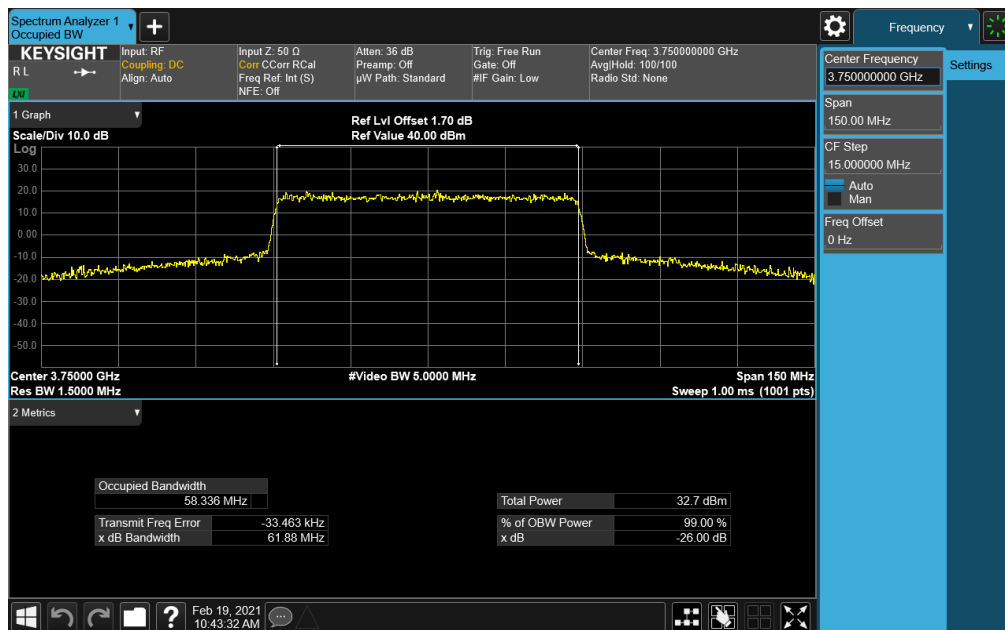 Spectrum Analyzer 1
Occupied BW
Frequency
KEYSIGHT
R L
LXI
Input: RF
Coupling: DC
Align: Auto
Input Z: 50 Ω
Corr CCorr RCal
Freq Ref: Int (S)
NFE: Off
Atten: 36 dB
Preamp: Off
µW Path: Standard
Trig: Free Run
Gate: Off
#IF Gain: Low
Center Freq: 3.750000000 GHz
Avg|Hold: 100/100
Radio Std: None
Center Frequency
3.750000000 GHz
Settings
Span
150.00 MHz
CF Step
15.000000 MHz
Auto
Man
Freq Offset
0 Hz
1 Graph
Scale/Div 10.0 dB
Ref Lvl Offset 1.70 dB
Ref Value 40.00 dBm
Log
30.0
20.0
10.0
0.00
-10.0
-20.0
-30.0
-40.0
-50.0
Center 3.75000 GHz
#Video BW 5.0000 MHz
Span 150 MHz
Res BW 1.5000 MHz
Sweep 1.00 ms (1001 pts)
2 Metrics
Occupied Bandwidth
58.336 MHz
Total Power 32.7 dBm
Transmit Freq Error -33.463 kHz
% of OBW Power 99.00 %
x dB Bandwidth 61.88 MHz
x dB -26.00 dB
Feb 19, 2021
10:43:32 AM